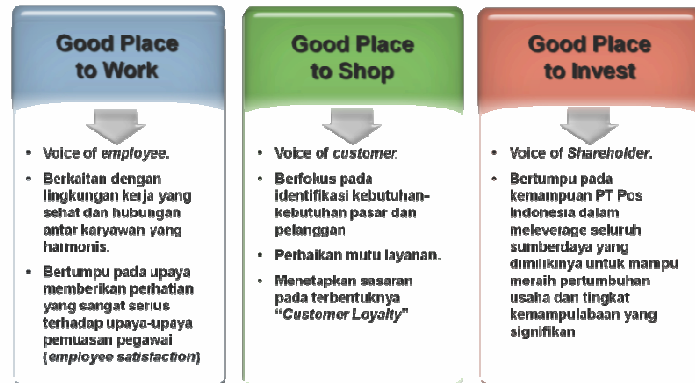 Good Place
to Work
• Voice of employee.
• Berkaitan dengan
lingkungan kerja yang
sehat dan hubungan
antar karyawan yang
harmonis.
• Bertumpu pada upaya
memberikan perhatian
yang sangat serius
terhadap upaya-upaya
pemuasan pegawai
(employee satisfaction)
Good Place
to Shop
• Voice of customer.
• Berfokus pada
identifikasi kebutuhan-
kebutuhan pasar dan
pelanggan
• Perbaikan mutu layanan.
• Menetapkan sasaran
pada terbentuknya
"Customer Loyalty"
Good Place
to Invest
• Voice of Shareholder.
• Bertumpu pada
kemampuan PT Pos
Indonesia dalam
meleverage seluruh
sumberdaya yang
dimilikinya untuk mampu
meraih pertumbuhan
usaha dan tingkat
kemampulabaan yang
signifikan